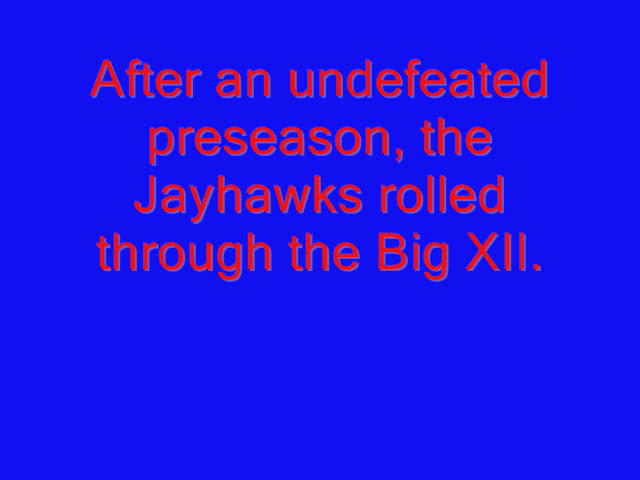 After an undefeated
preseason, the
Jayhawks rolled
through the Big XII.